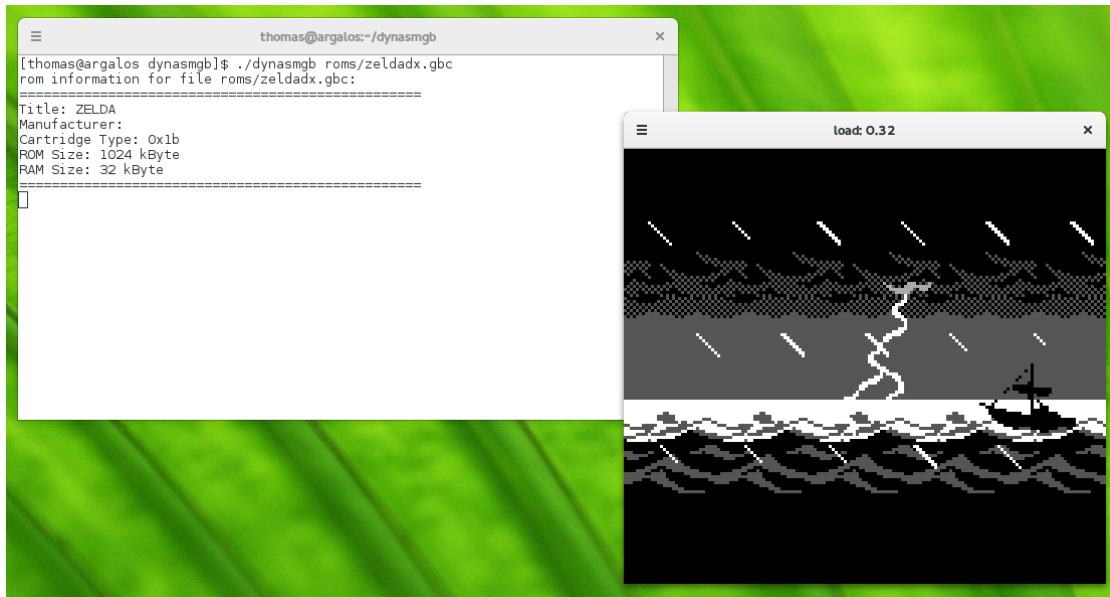 thomas@argalos:~/dynasmgb
[thomas@argalos dynasmgb]$ ./dynasmgb roms/zeldadx.gbc
rom information for file roms/zeldadx.gbc:
==================================================
Title: ZELDA
Manufacturer:
Cartridge Type: 0x1b
ROM Size: 1024 kByte
RAM Size: 32 kByte
==================================================
load: 0.32